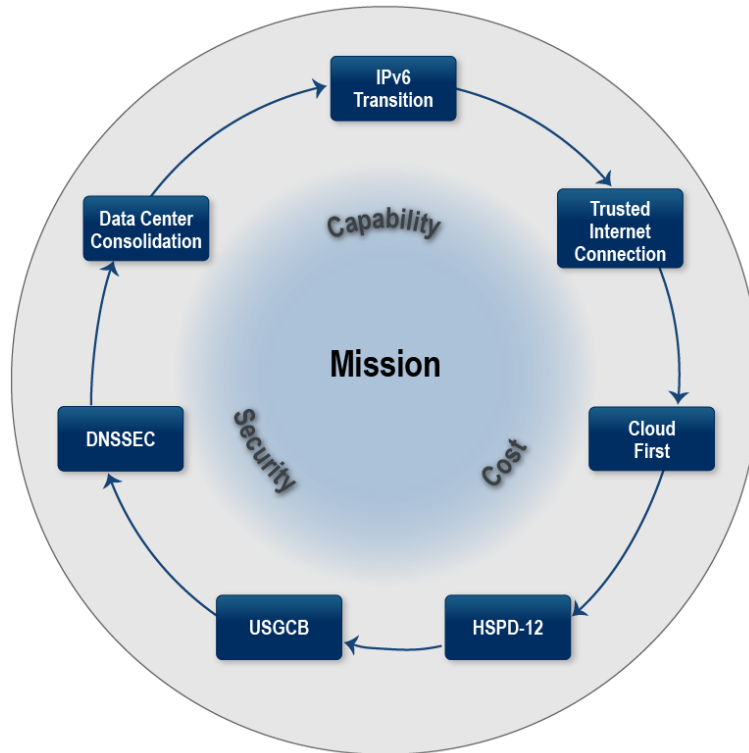 IPv6
Transition
Trusted
Internet
Connection
Cloud
First
HSPD-12
USGCB
DNSSEC
Data Center
Consolidation
Capability
Mission
Security
Cost